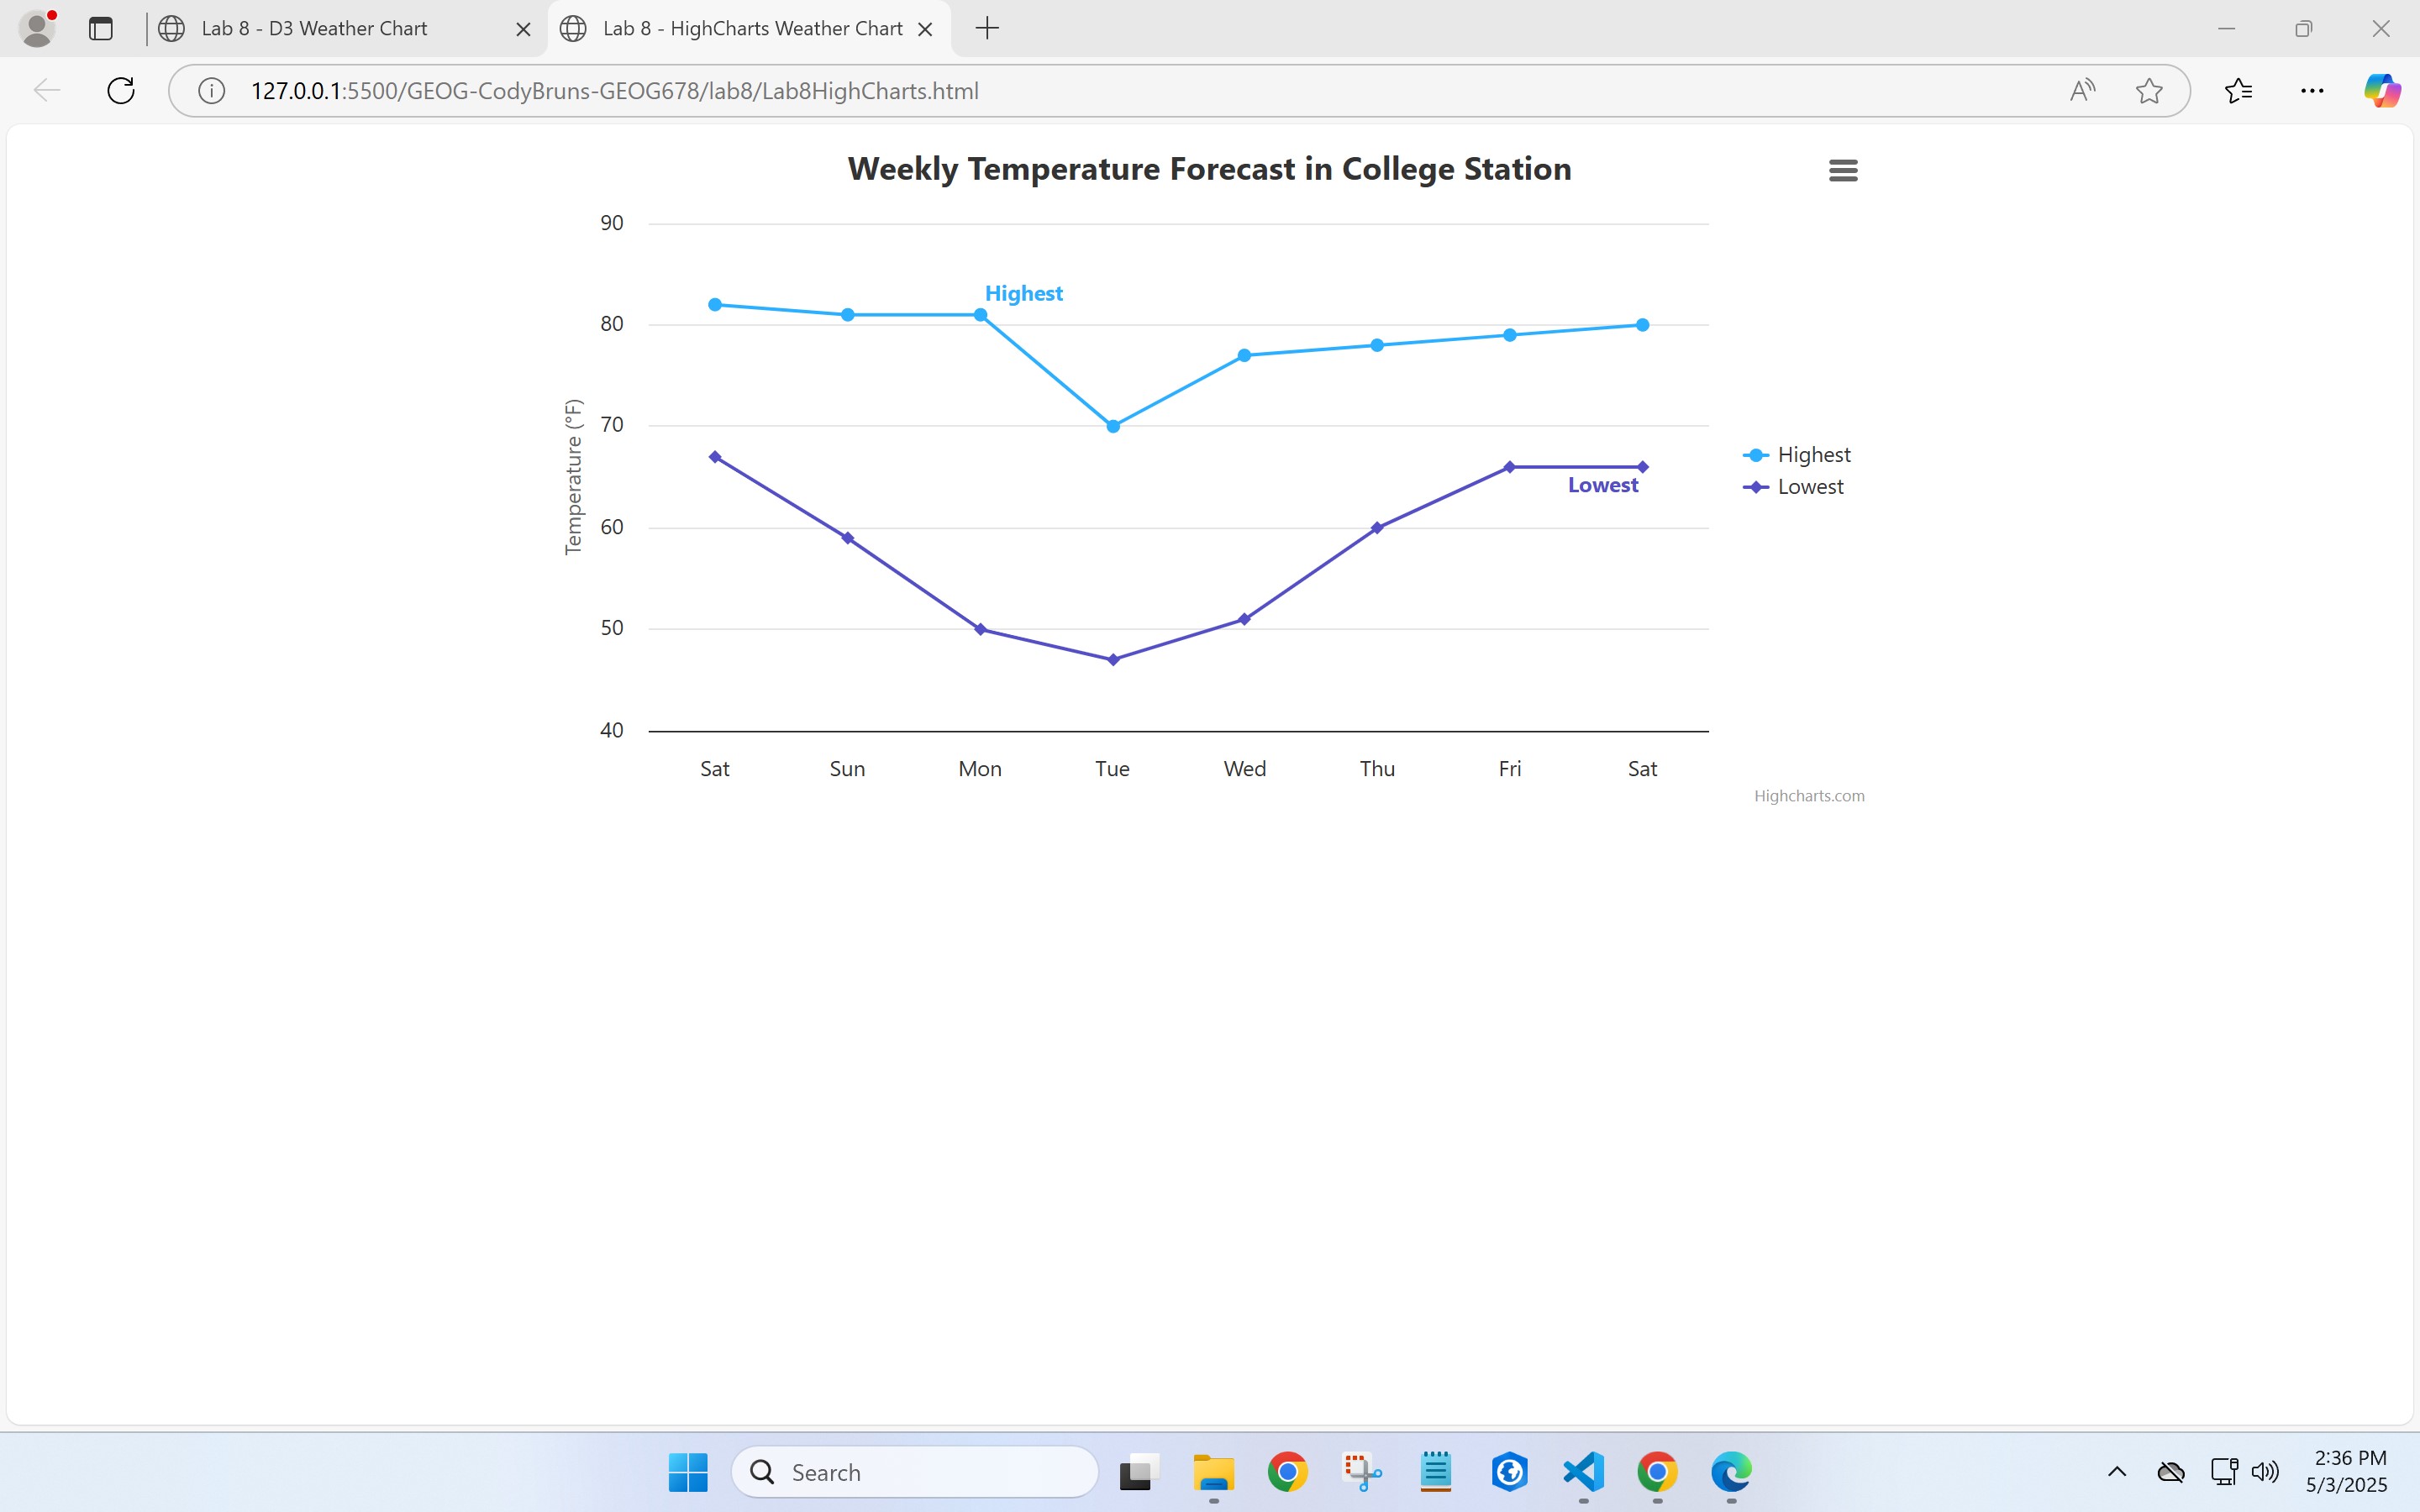 Lab 8 - D3 Weather Chart
Lab 8 - HighCharts Weather Chart
127.0.0.1:5500/GEOG-CodyBruns-GEOG678/lab8/Lab8HighCharts.html
Weekly Temperature Forecast in College Station
90
80
70
60
50
40
Temperature (°F)
Highest
Lowest
Highest
Lowest
Sat Sun Mon Tue Wed Thu Fri Sat
Highcharts.com
Search
2:36 PM
5/3/2025